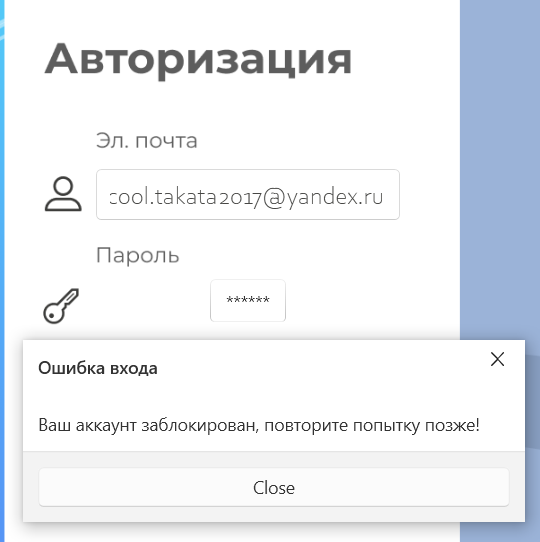 Авторизация
Эл. почта
cool.takata2017@yandex.ru
Пароль
******
Ошибка входа
Ваш аккаунт заблокирован, повторите попытку позже!
Close